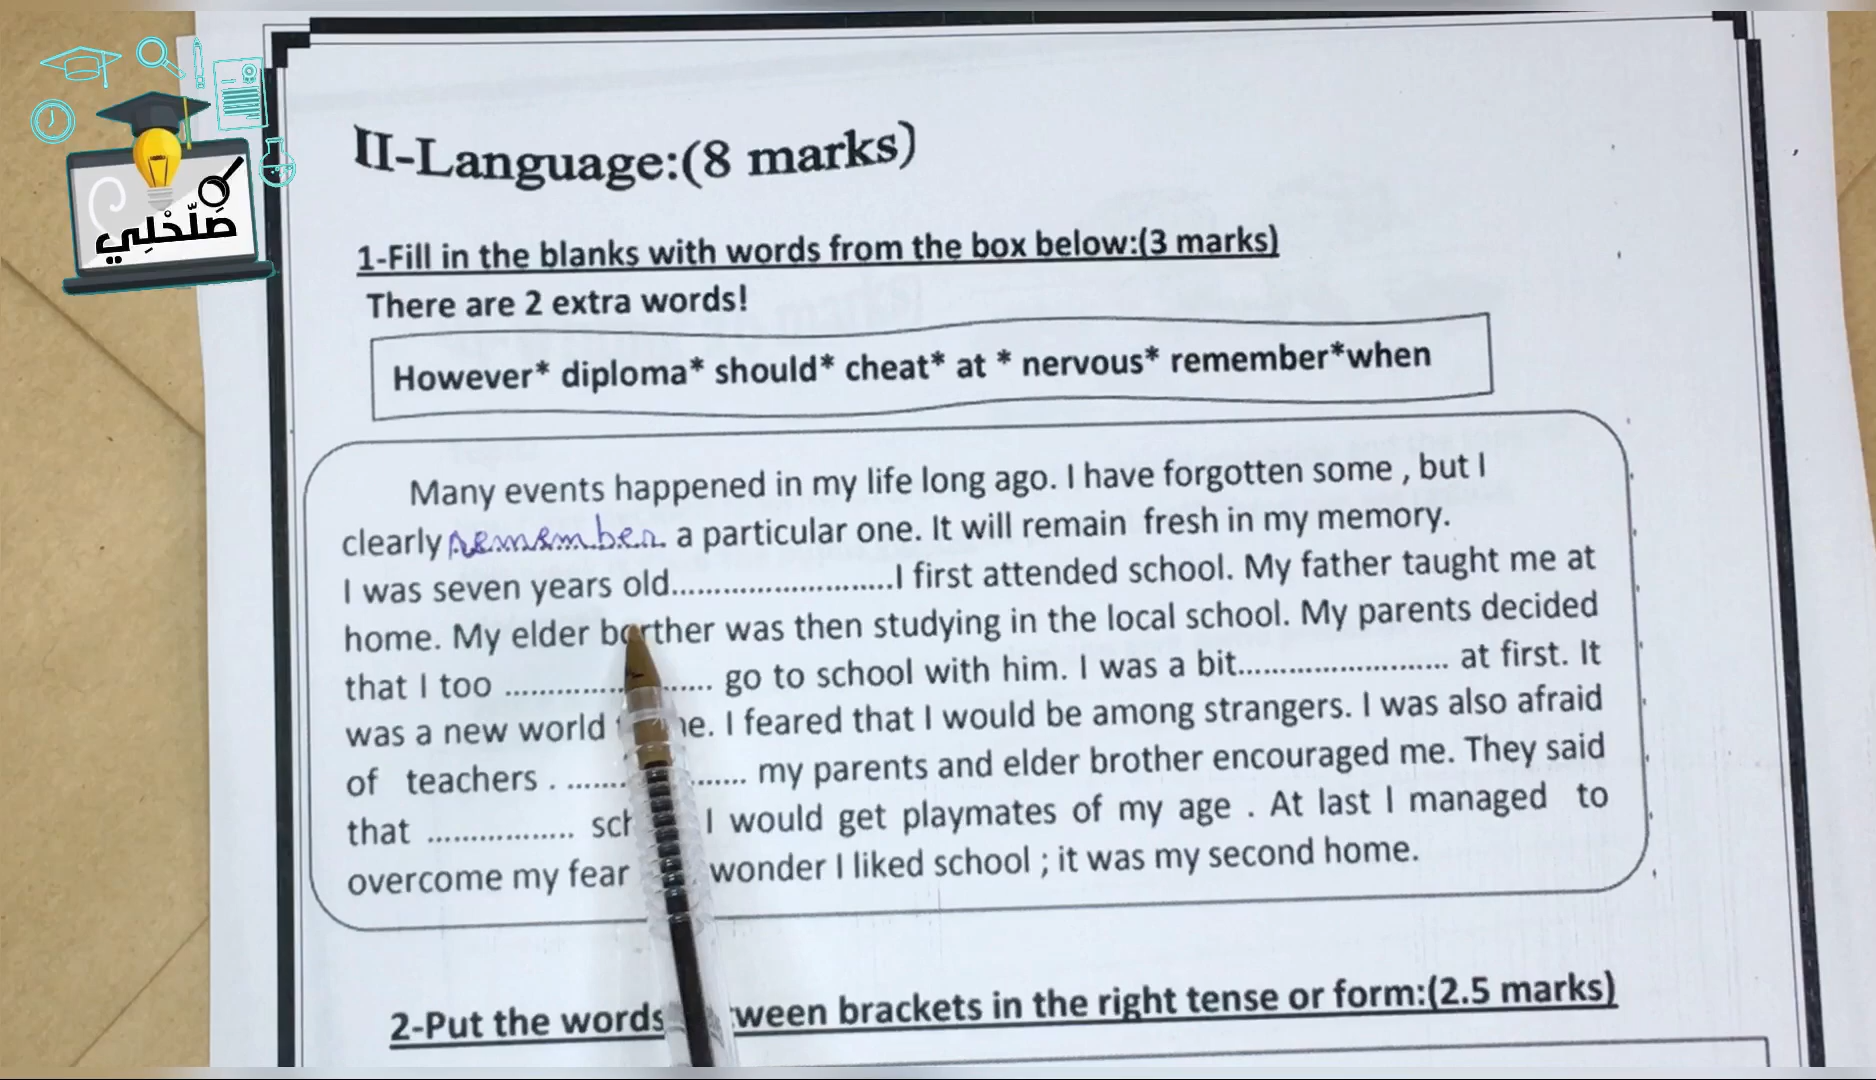 صَلَّحْلِي
II-Language:(8 marks)
1-Fill in the blanks with words from the box below:(3 marks)
There are 2 extra words!
However* diploma* should* cheat* at * nervous* remember*when
Many events happened in my life long ago. I have forgotten some , but I
clearly remember a particular one. It will remain fresh in my memory.
I was seven years old..........................I first attended school. My father taught me at
home. My elder borther was then studying in the local school. My parents decided
that I too ........................ go to school with him. I was a bit......................... at first. It
was a new world me. I feared that I would be among strangers. I was also afraid
of teachers . ..................... my parents and elder brother encouraged me. They said
that ................. I would get playmates of my age . At last I managed to
overcome my fear wonder I liked school ; it was my second home.
2-Put the words between brackets in the right tense or form:(2.5 marks)